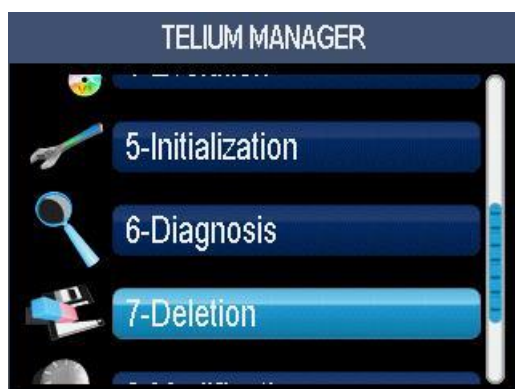 TELIUM MANAGER
5-Initialization
6-Diagnosis
7-Deletion